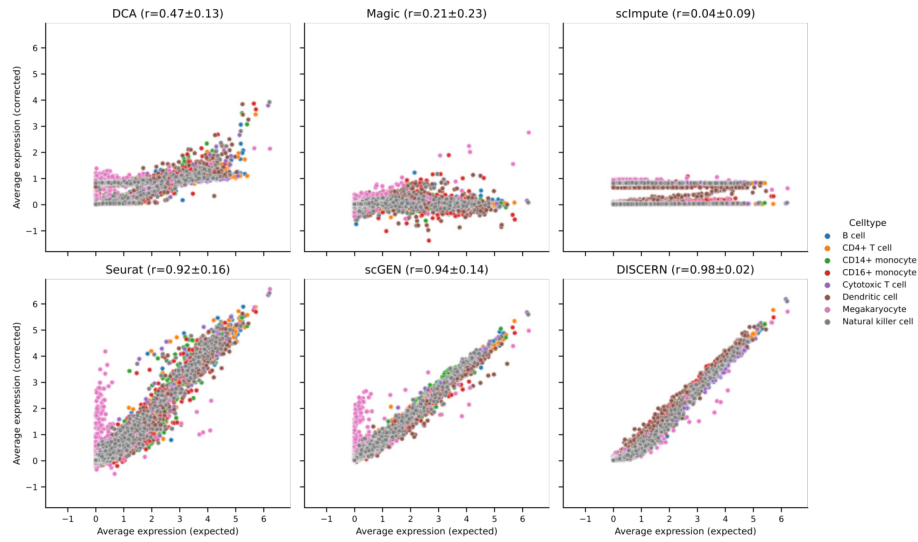 DCA (r=0.47±0.13)
Magic (r=0.21±0.23)
scImpute (r=0.04±0.09)
Average expression (corrected)
6
5
4
3
2
1
0
−1
Seurat (r=0.92±0.16)
scGEN (r=0.94±0.14)
DISCERN (r=0.98±0.02)
Average expression (corrected)
6
5
4
3
2
1
0
−1
−1 0 1 2 3 4 5 6
−1 0 1 2 3 4 5 6
−1 0 1 2 3 4 5 6
Average expression (expected)
Average expression (expected)
Average expression (expected)
Celltype
B cell
CD4+ T cell
CD14+ monocyte
CD16+ monocyte
Cytotoxic T cell
Dendritic cell
Megakaryocyte
Natural killer cell